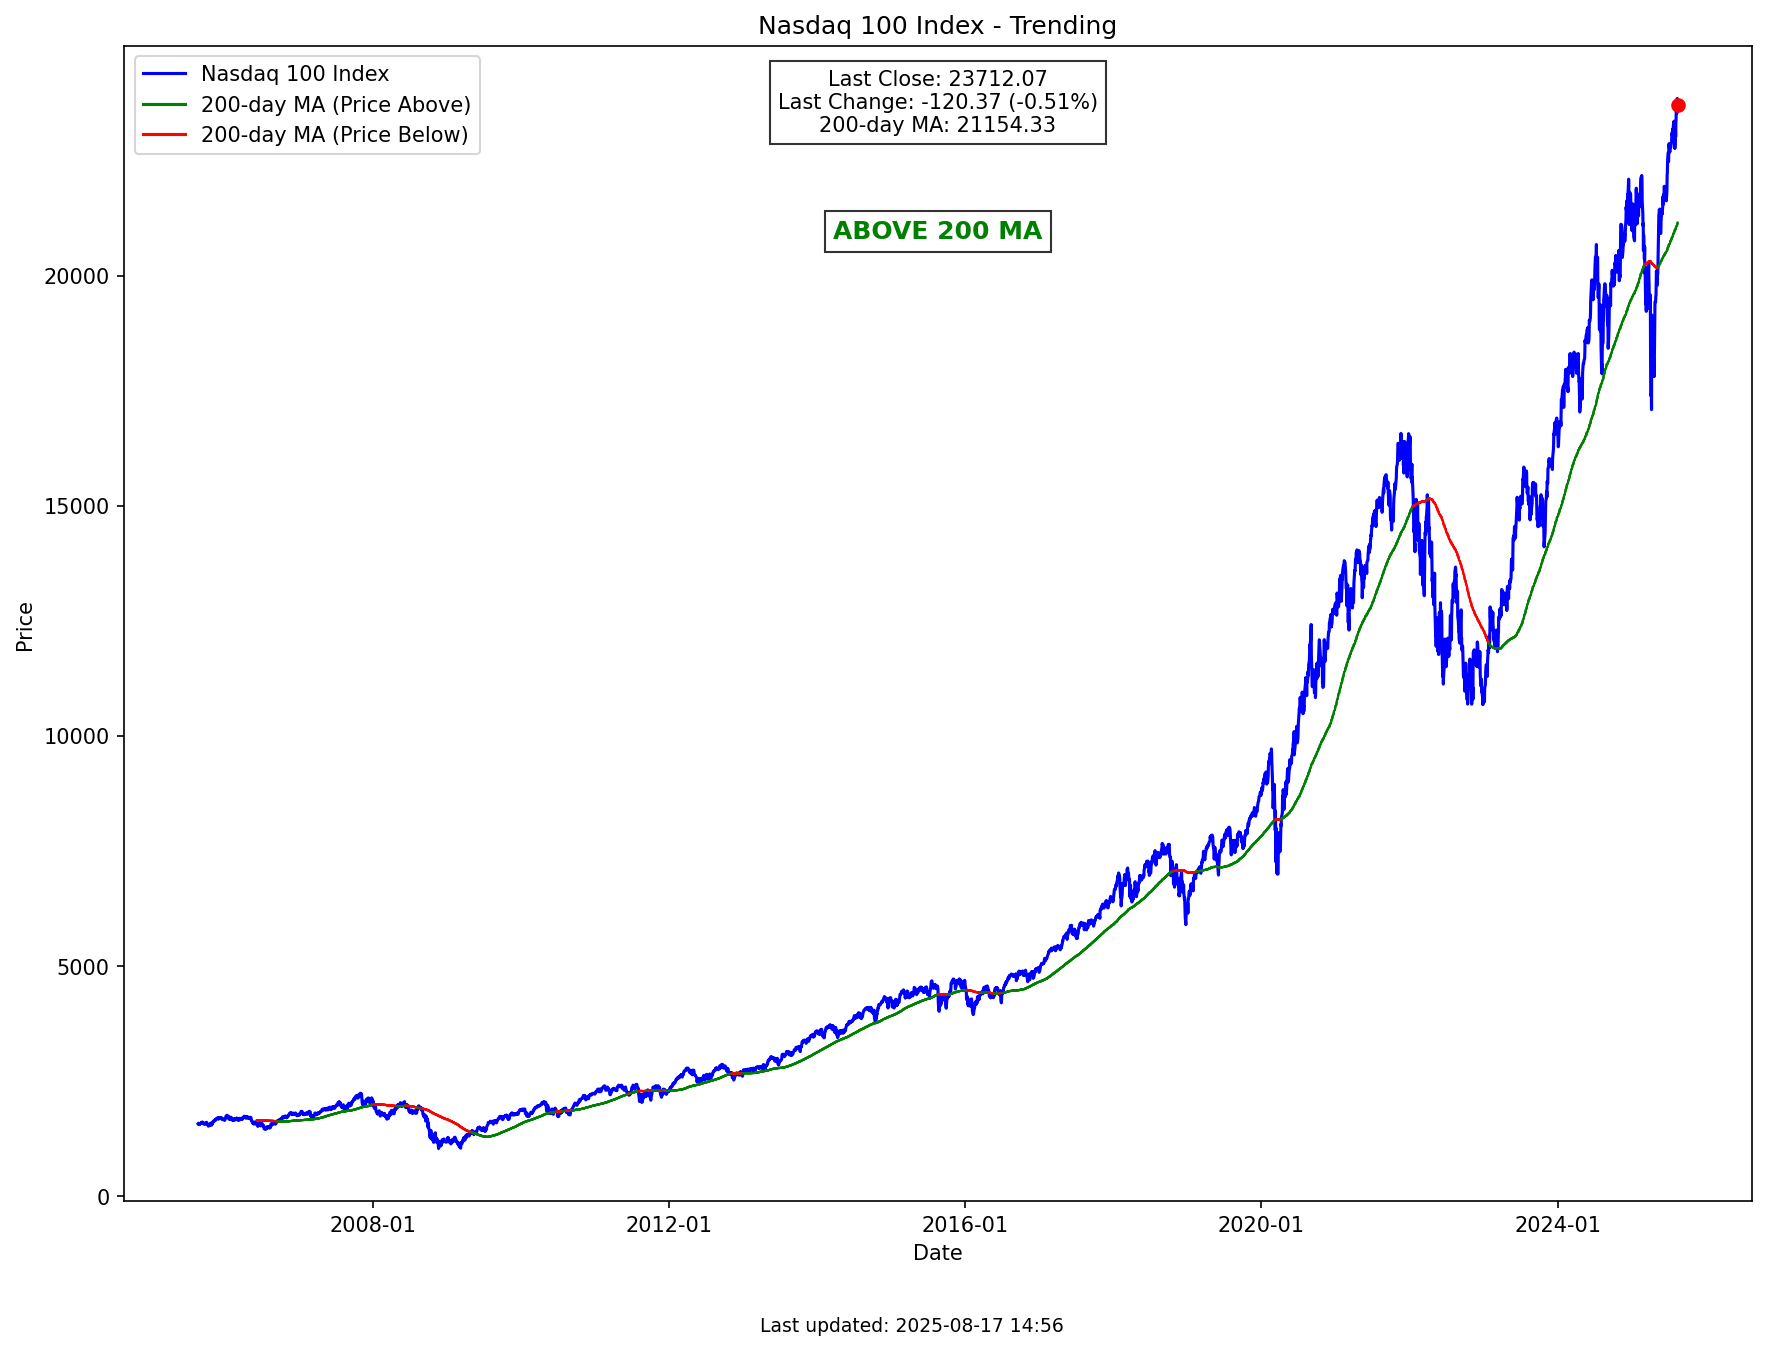 Nasdaq 100 Index - Trending
Nasdaq 100 Index
200-day MA (Price Above)
200-day MA (Price Below)
Last Close: 23712.07
Last Change: -120.37 (-0.51%)
200-day MA: 21154.33
ABOVE 200 MA
Price
20000
15000
10000
5000
0
2008-01
2012-01
2016-01
2020-01
2024-01
Date
Last updated: 2025-08-17 14:56